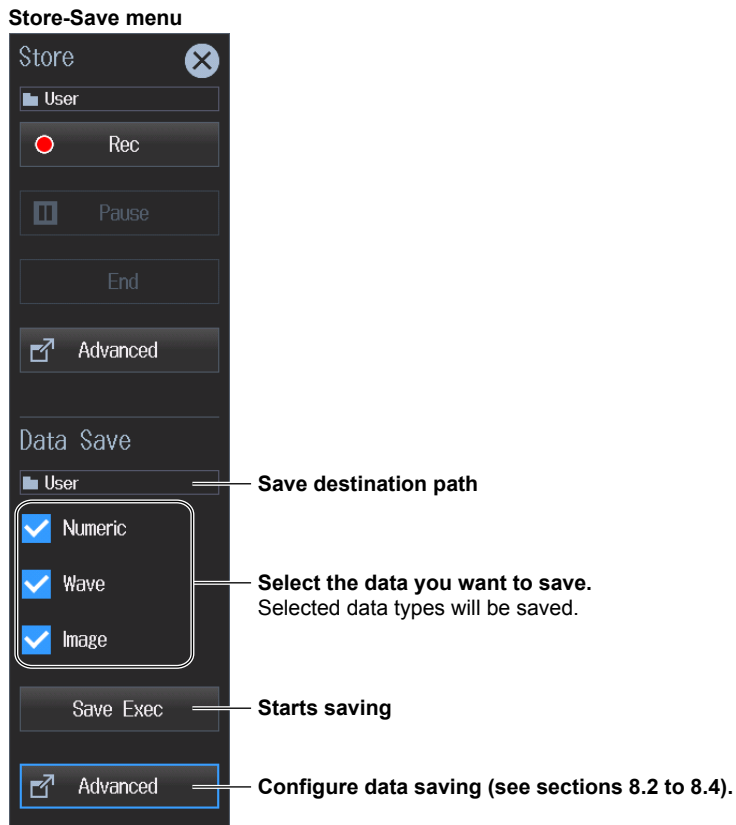 Store-Save menu
Store
User
Rec
Pause
End
Advanced
Data Save
User
Save destination path
Numeric
Wave
Select the data you want to save.
Selected data types will be saved.
Image
Save Exec
Starts saving
Advanced
Configure data saving (see sections 8.2 to 8.4).